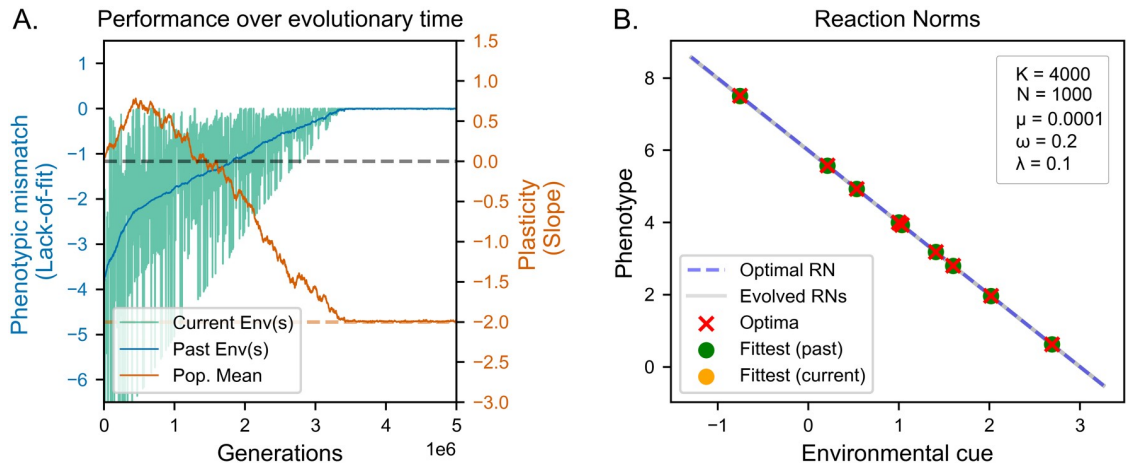 A.
Performance over evolutionary time
Phenotypic mismatch
(Lack-of-fit)
1
0
−1
−2
−3
−4
−5
−6
1.5
1.0
0.5
0.0
−0.5
−1.0
−1.5
−2.0
−2.5
−3.0
Plasticity
(Slope)
Current Env(s)
Past Env(s)
Pop. Mean
0 1 2 3 4 5
1e6
Generations
B.
Reaction Norms
Phenotype
8
6
4
2
0
K = 4000
N = 1000
μ = 0.0001
ω = 0.2
λ = 0.1
Optimal RN
Evolved RNs
Optima
Fittest (past)
Fittest (current)
−1 0 1 2 3
Environmental cue